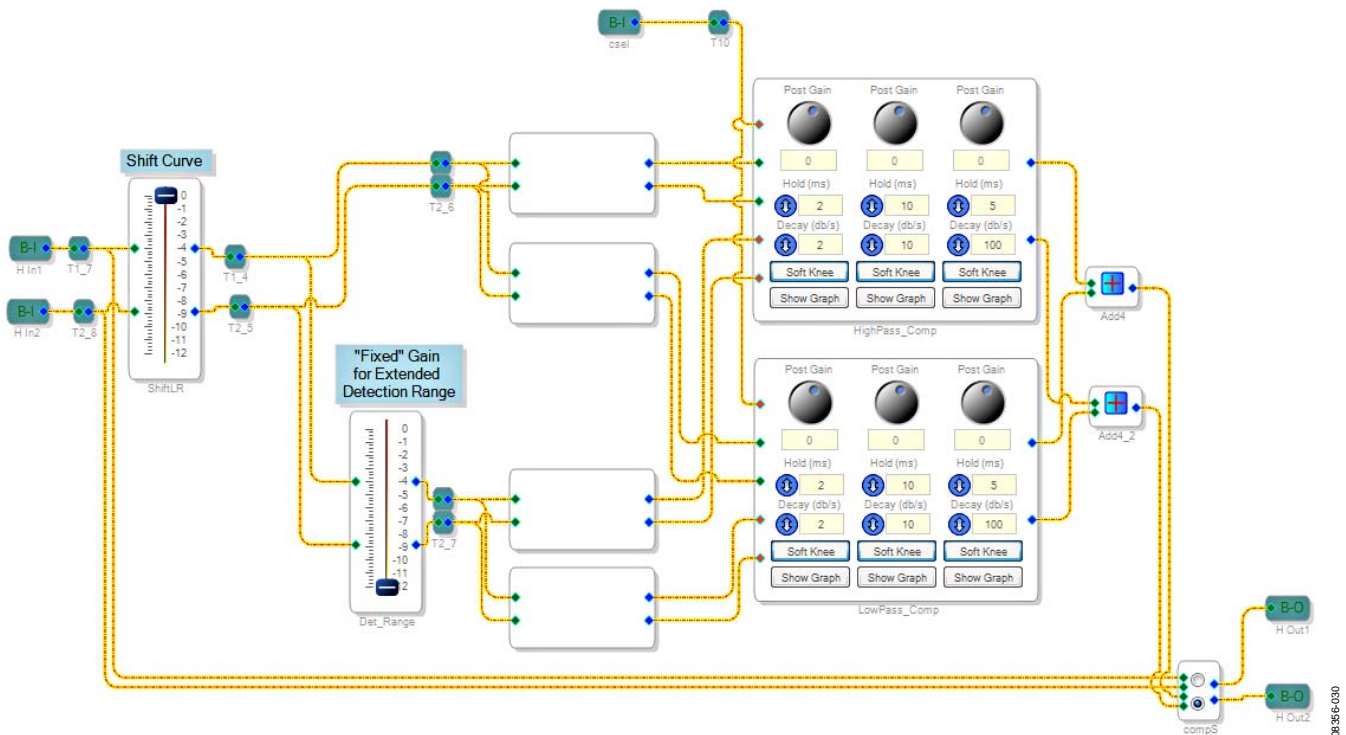 B-I
csel
T10
Shift Curve
0
-1
-2
-3
-4
-5
-6
-7
-8
-9
-10
-11
-12
ShiftLR
B-I
H In1
T1_7
B-I
H In2
T2_8
T1_4
T2_5
T2_6
"Fixed" Gain
for Extended
Detection Range
0
-1
-2
-3
-4
-5
-6
-7
-8
-9
-10
-11
2
Det_Range
T2_7
Post Gain Post Gain Post Gain
0 0 0
Hold (ms) Hold (ms) Hold (ms)
2 10 5
Decay (db/s) Decay (db/s) Decay (db/s)
2 10 100
Soft Knee Soft Knee Soft Knee
Show Graph Show Graph Show Graph
HighPass_Comp
Post Gain Post Gain Post Gain
0 0 0
Hold (ms) Hold (ms) Hold (ms)
2 10 5
Decay (db/s) Decay (db/s) Decay (db/s)
2 10 100
Soft Knee Soft Knee Soft Knee
Show Graph Show Graph Show Graph
LowPass_Comp
Add4
Add4_2
compS
B-O
H Out1
B-O
H Out2
08356-030